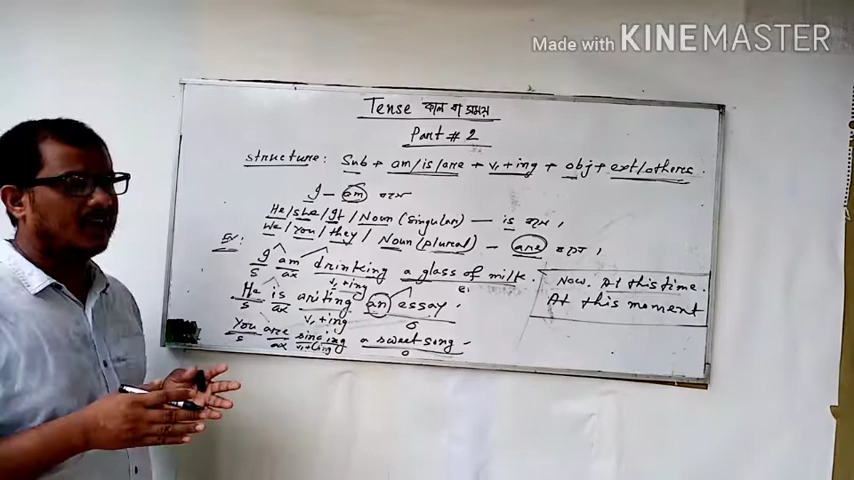 Made with KINEMASTER
Tense কাল বা সময়
Part # 2
structure: Sub + am/is/are + v₁+ing + obj + ext/others.
I – am হয়
He/she/It/Noun (singular) — is হয়।
We/You/they/Noun (plural) – are হয়।
Ex:
I am drinking a glass of milk.
S ax v₁+ing
He is writing an essay.
S ax v₁+ing O
You are singing a sweet song.
S ax v₁+ing O
Now. At this time.
At this moment